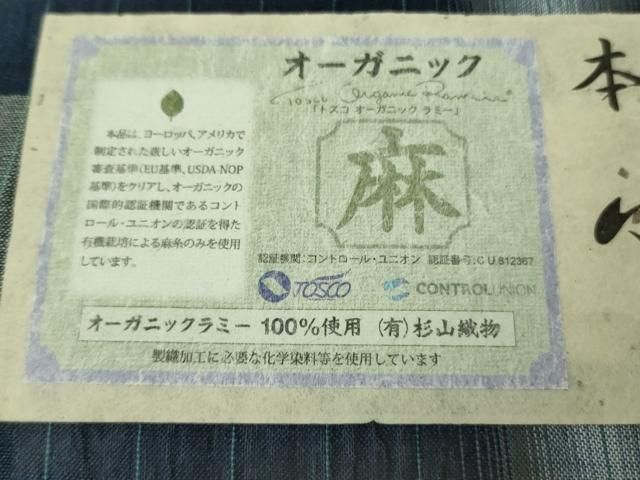 オーガニック
Tosco Organic Ramie
「トスコ オーガニック ラミー」
麻
本品は、ヨーロッパ、アメリカで
制定された厳しいオーガニック
審査基準(EU基準、USDA-NOP
基準)をクリアし、オーガニックの
国際的認証機関であるコント
ロール・ユニオンの認証を得た
有機栽培による麻糸のみを使用
しています。
認証機関:コントロール・ユニオン 認証番号:CU812367
TOSCO
CONTROLUNION
オーガニックラミー 100%使用 (有)杉山織物
製織加工に必要な化学染料等を使用しています
本